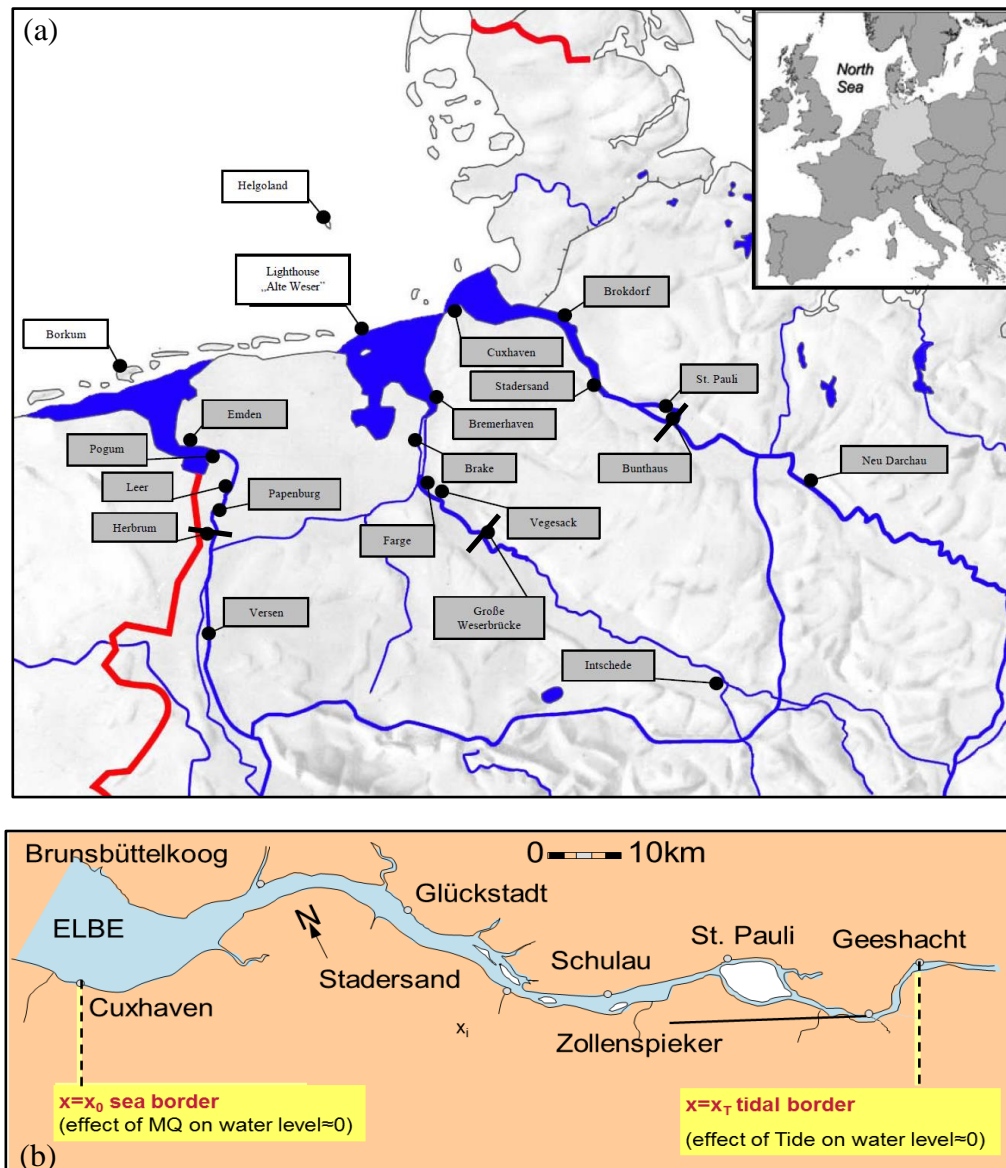 (a)
North
Sea
Helgoland
Lighthouse
„Alte Weser"
Borkum
Brokdorf
Cuxhaven
Stadersand
St. Pauli
Emden
Bremerhaven
Pogum
Brake
Bunthaus
Neu Darchau
Leer
Papenburg
Vegesack
Herbrum
Farge
Versen
Große
Weserbrücke
Intschede
Brunsbüttelkoog
0 10km
Glückstadt
ELBE
N
St. Pauli
Geeshacht
Schulau
Stadersand
Cuxhaven
xi
Zollenspieker
x=x0 sea border
(effect of MQ on water level≈0)
x=xT tidal border
(effect of Tide on water level≈0)
(b)